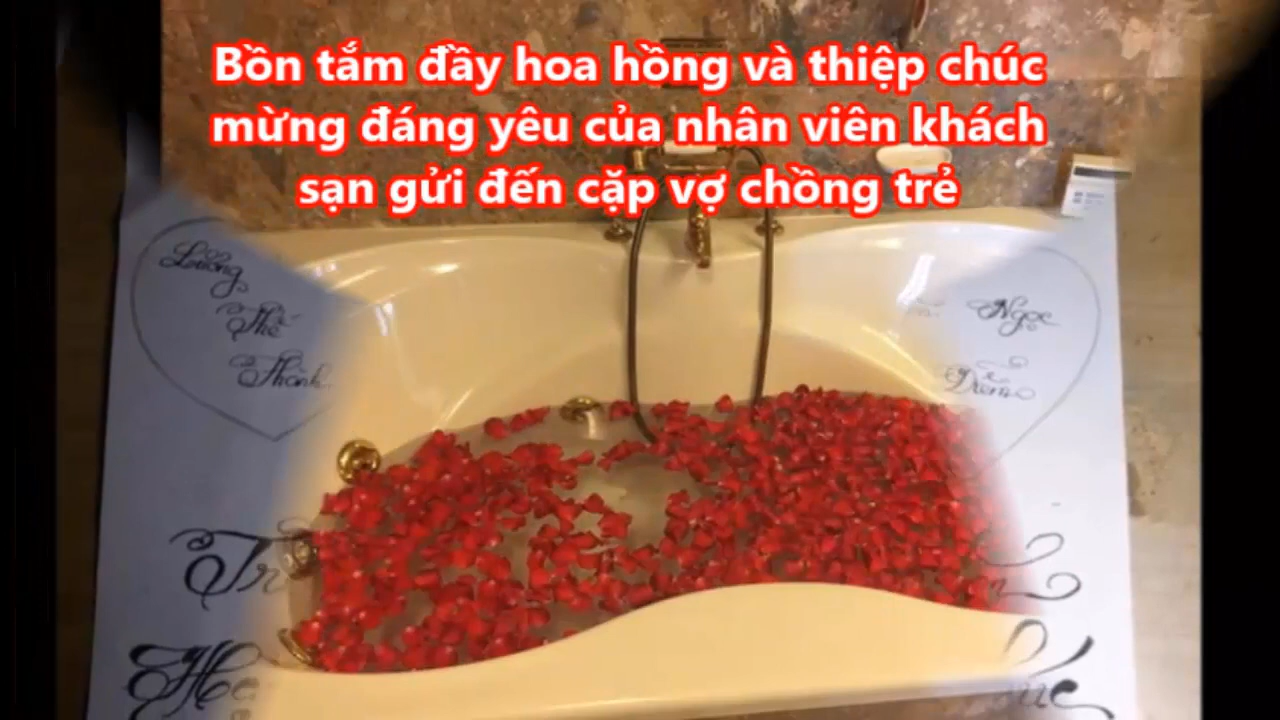 Bồn tắm đầy hoa hồng và thiệp chúc
mừng đáng yêu của nhân viên khách
sạn gửi đến cặp vợ chồng trẻ
Lương
Thế
Thành
Ngọc